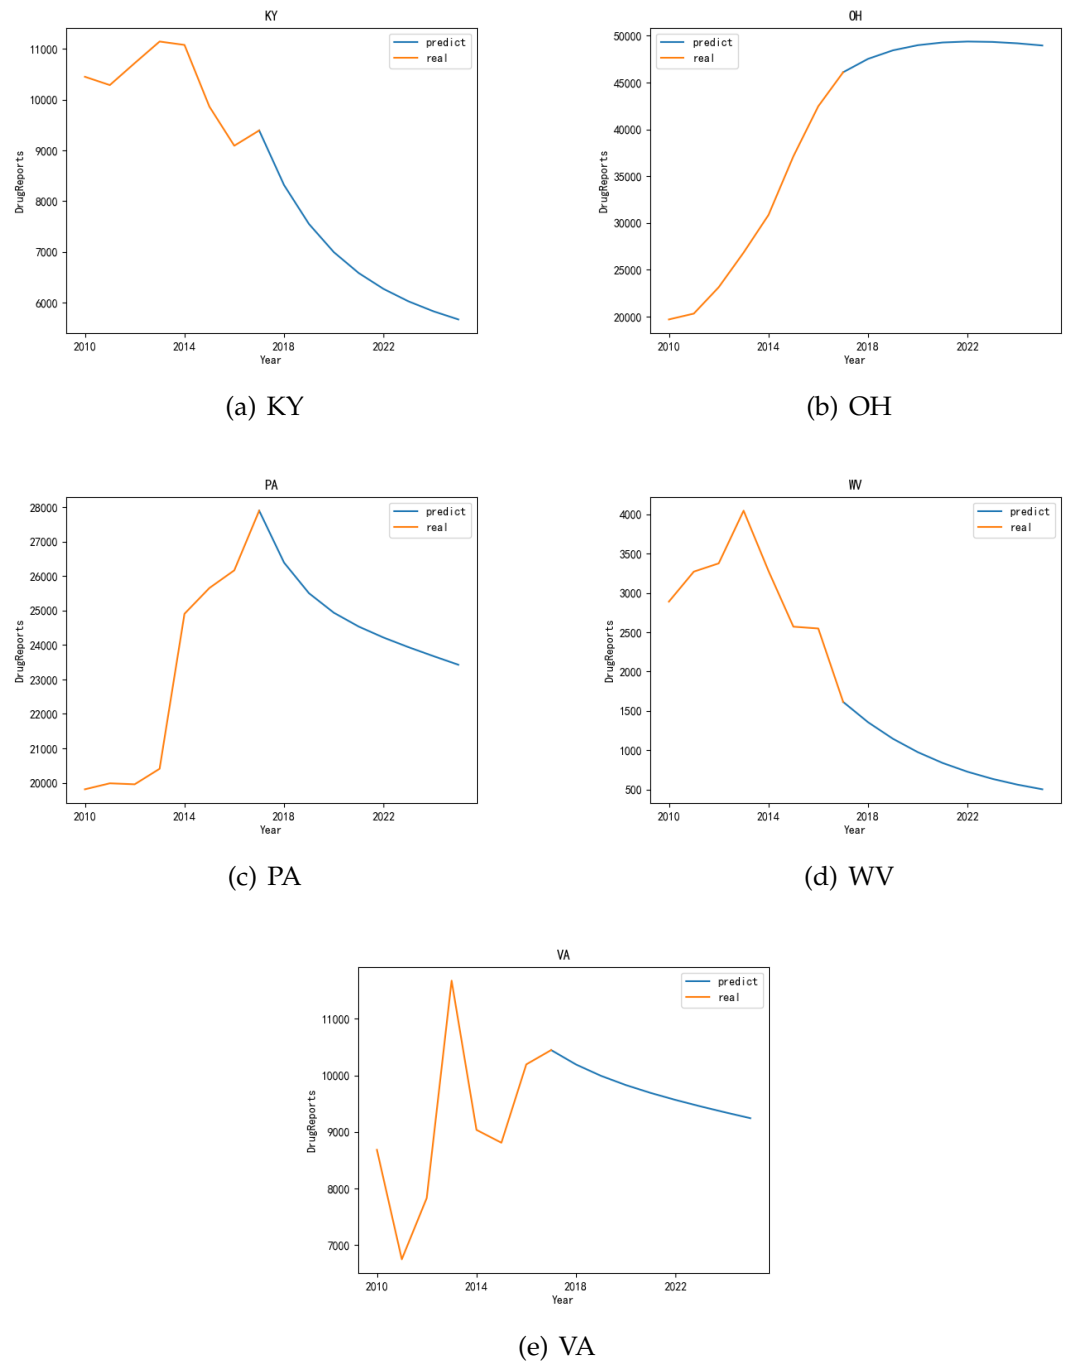 KY
predict
real
11000
10000
9000
8000
7000
6000
DrugReports
2010 2014 2018 2022
Year
(a) KY
OH
predict
real
50000
45000
40000
35000
30000
25000
20000
DrugReports
2010 2014 2018 2022
Year
(b) OH
PA
predict
real
28000
27000
26000
25000
24000
23000
22000
21000
20000
DrugReports
2010 2014 2018 2022
Year
(c) PA
WV
predict
real
4000
3500
3000
2500
2000
1500
1000
500
DrugReports
2010 2014 2018 2022
Year
(d) WV
VA
predict
real
11000
10000
9000
8000
7000
DrugReports
2010 2014 2018 2022
Year
(e) VA